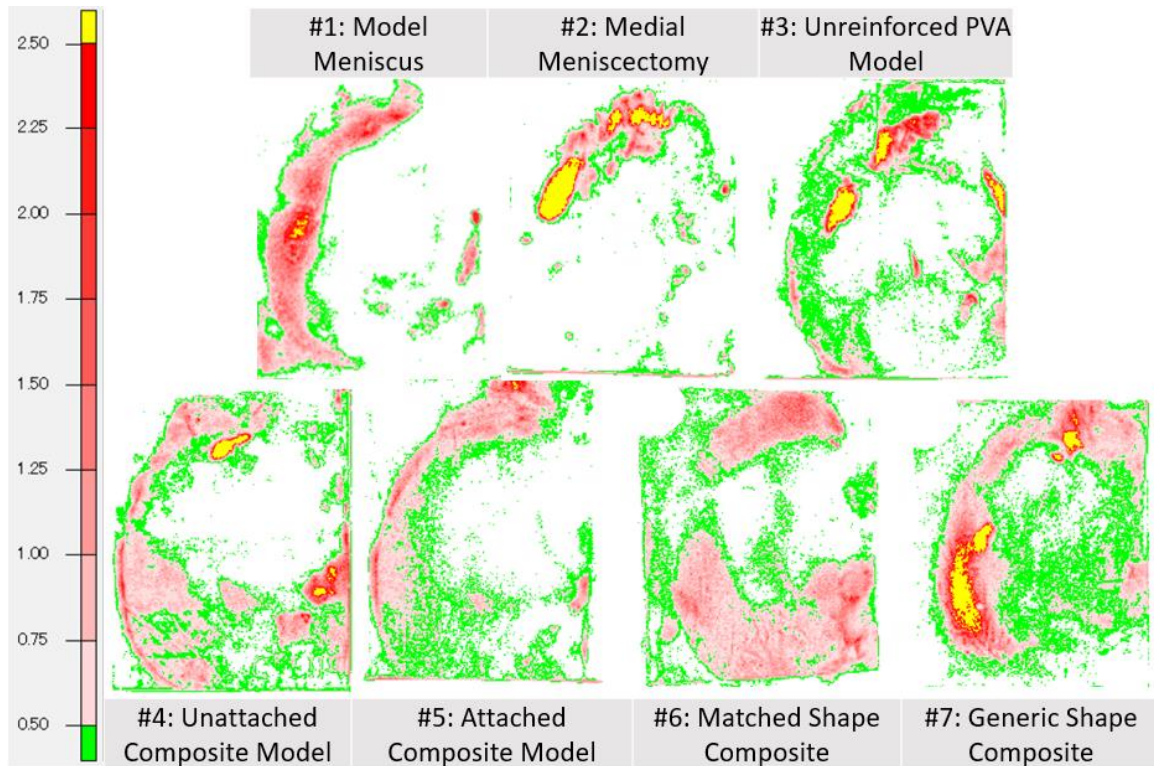 #1: Model
Meniscus
#2: Medial
Meniscectomy
#3: Unreinforced PVA
Model
2.50
2.25
2.00
1.75
1.50
1.25
1.00
0.75
0.50
#4: Unattached
Composite Model
#5: Attached
Composite Model
#6: Matched Shape
Composite
#7: Generic Shape
Composite